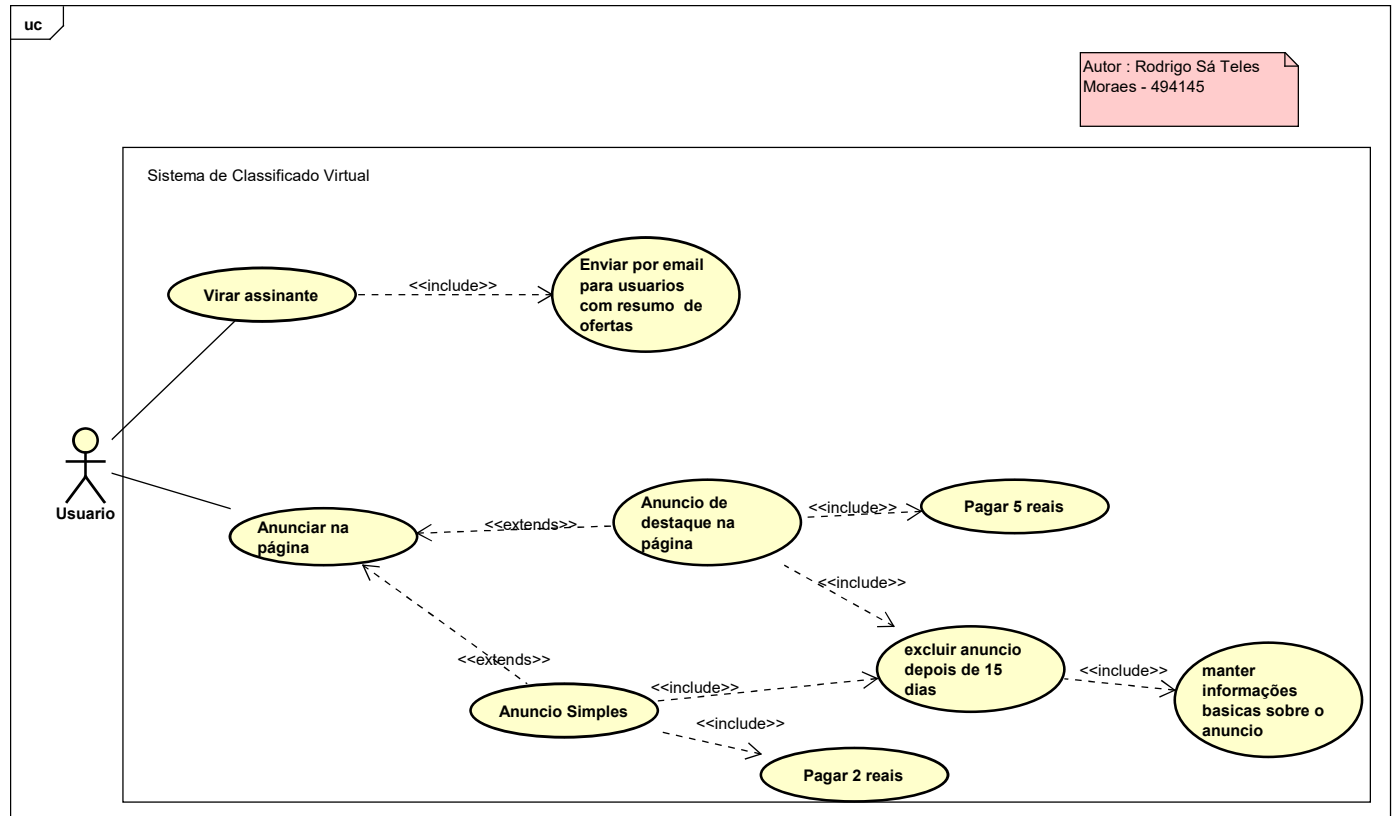 uc
Autor : Rodrigo Sá Teles
Moraes - 494145
Sistema de Classificado Virtual
Virar assinante
<<include>>
Enviar por email
para usuarios
com resumo de
ofertas
Usuario
Anunciar na
página
<<extends>>
Anuncio de
destaque na
página
<<include>>
Pagar 5 reais
<<include>>
<<extends>>
Anuncio Simples
<<include>>
excluir anuncio
depois de 15
dias
<<include>>
manter
informações
basicas sobre o
anuncio
<<include>>
Pagar 2 reais